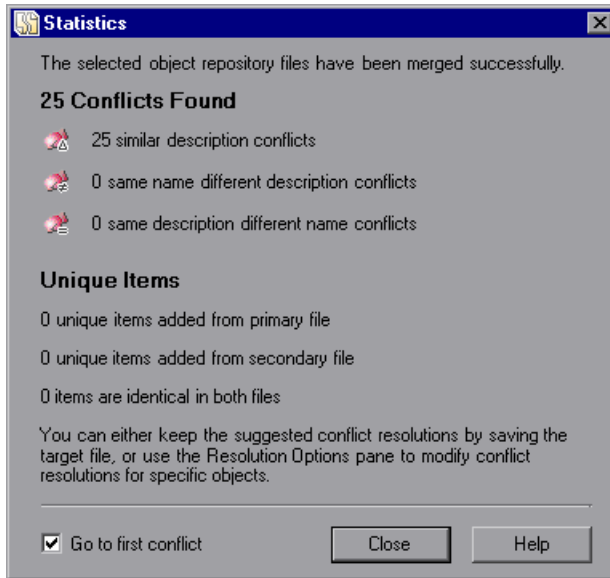 Statistics
The selected object repository files have been merged successfully.
25 Conflicts Found
25 similar description conflicts
0 same name different description conflicts
0 same description different name conflicts
Unique Items
0 unique items added from primary file
0 unique items added from secondary file
0 items are identical in both files
You can either keep the suggested conflict resolutions by saving the
target file, or use the Resolution Options pane to modify conflict
resolutions for specific objects.
Go to first conflict
Close
Help